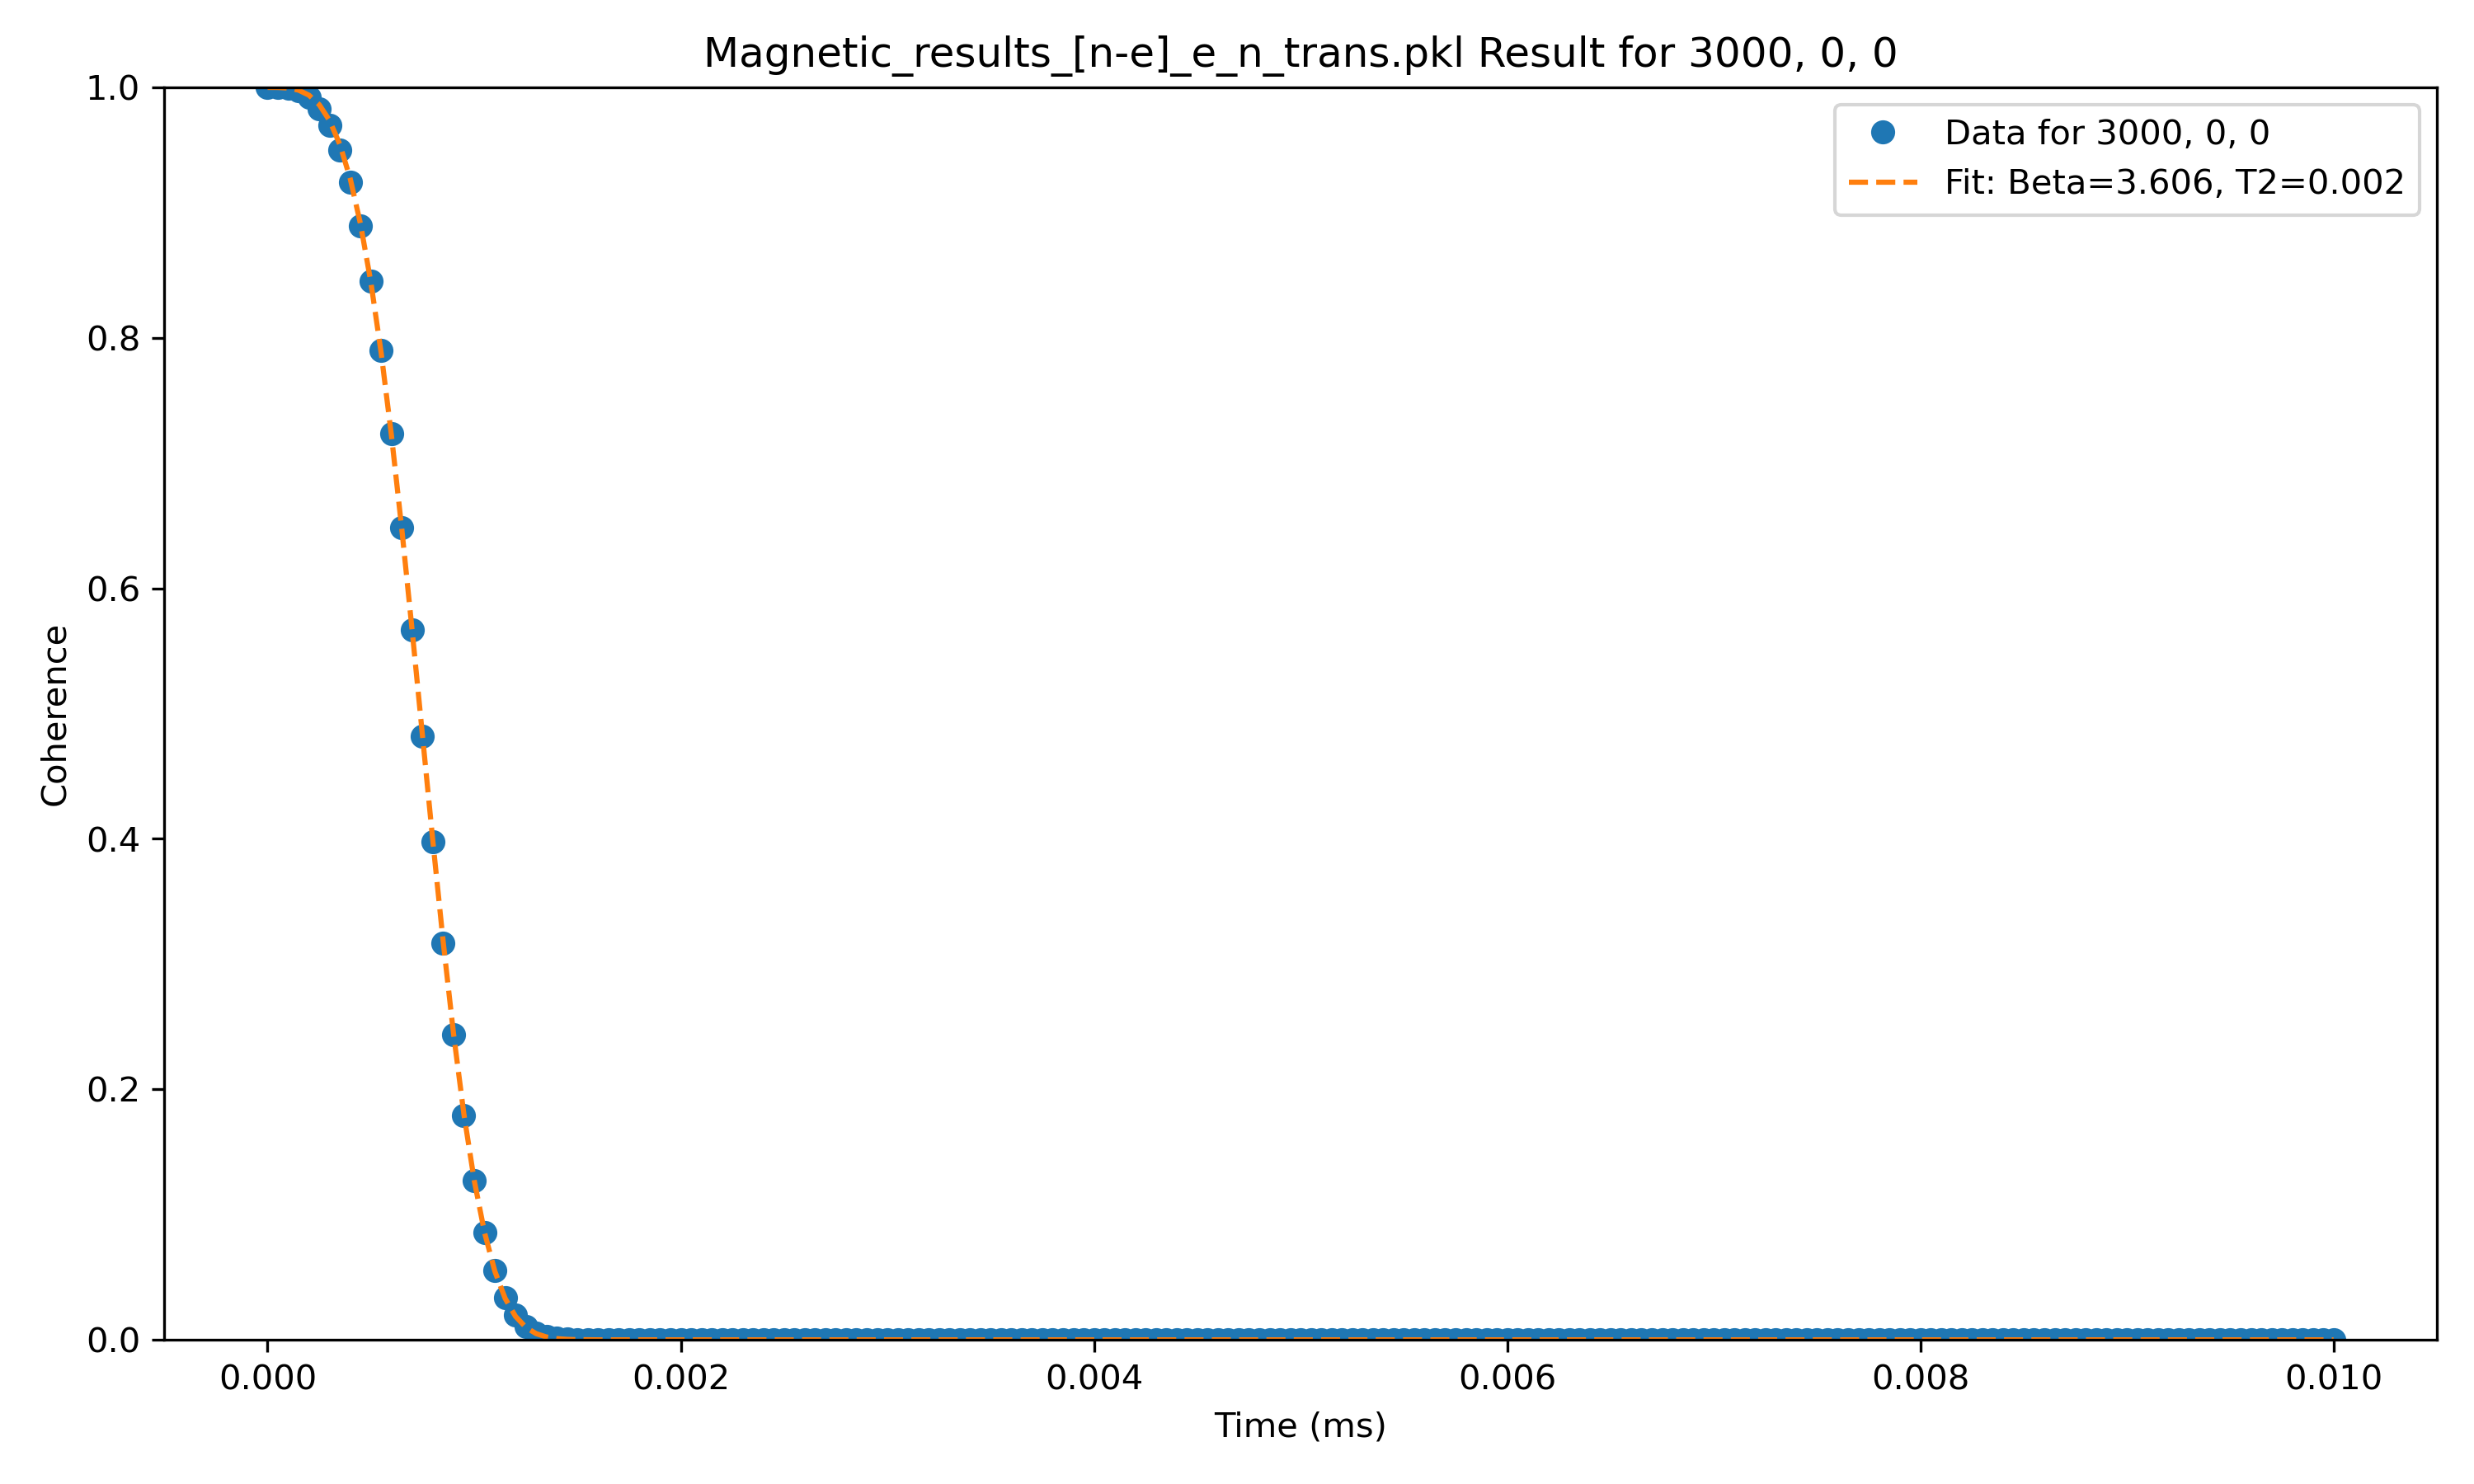 Magnetic_results_[n-e]_e_n_trans.pkl Result for 3000, 0, 0
Data for 3000, 0, 0
Fit: Beta=3.606, T2=0.002
1.0
0.8
0.6
0.4
0.2
0.0
Coherence
0.000
0.002
0.004
0.006
0.008
0.010
Time (ms)